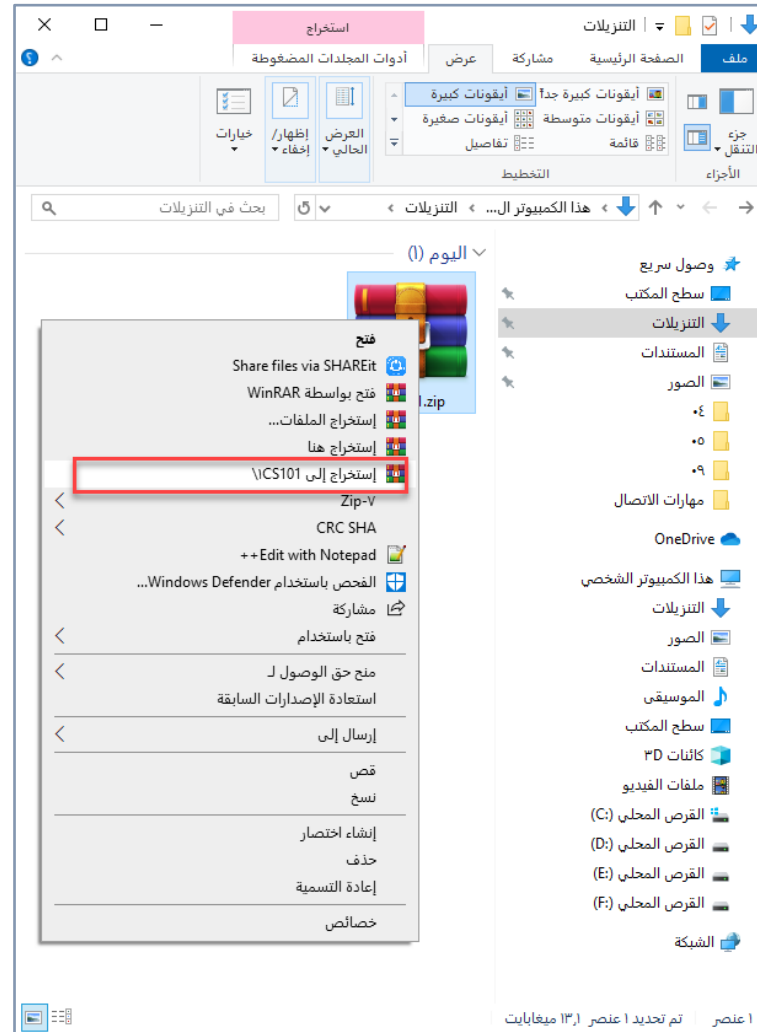 التنزيلات
استخراج
ملف
الصفحة الرئيسية
مشاركة
عرض
أدوات المجلدات المضغوطة
جزء التنقل
أيقونات كبيرة جدًا
أيقونات كبيرة
أيقونات متوسطة
أيقونات صغيرة
قائمة
تفاصيل
العرض الحالي
إظهار/إخفاء
خيارات
الأجزاء
التخطيط
هذا الكمبيوتر ال... › التنزيلات ›
بحث في التنزيلات
وصول سريع
سطح المكتب
التنزيلات
المستندات
الصور
٠٤
٠٥
٠٩
مهارات الاتصال
OneDrive
هذا الكمبيوتر الشخصي
التنزيلات
الصور
المستندات
الموسيقى
سطح المكتب
كائنات ٣D
ملفات الفيديو
القرص المحلي (C:)
القرص المحلي (D:)
القرص المحلي (E:)
القرص المحلي (F:)
الشبكة
اليوم (١)
1.zip
فتح
Share files via SHAREit
فتح بواسطة WinRAR
إستخراج الملفات...
إستخراج هنا
إستخراج إلى ١CS101\
Zip-٧
CRC SHA
Edit with Notepad++
الفحص باستخدام Windows Defender...
مشاركة
فتح باستخدام
منح حق الوصول لـ
استعادة الإصدارات السابقة
إرسال إلى
قص
نسخ
إنشاء اختصار
حذف
إعادة التسمية
خصائص
١ عنصر
تم تحديد ١ عنصر ١٣٫١ ميغابايت